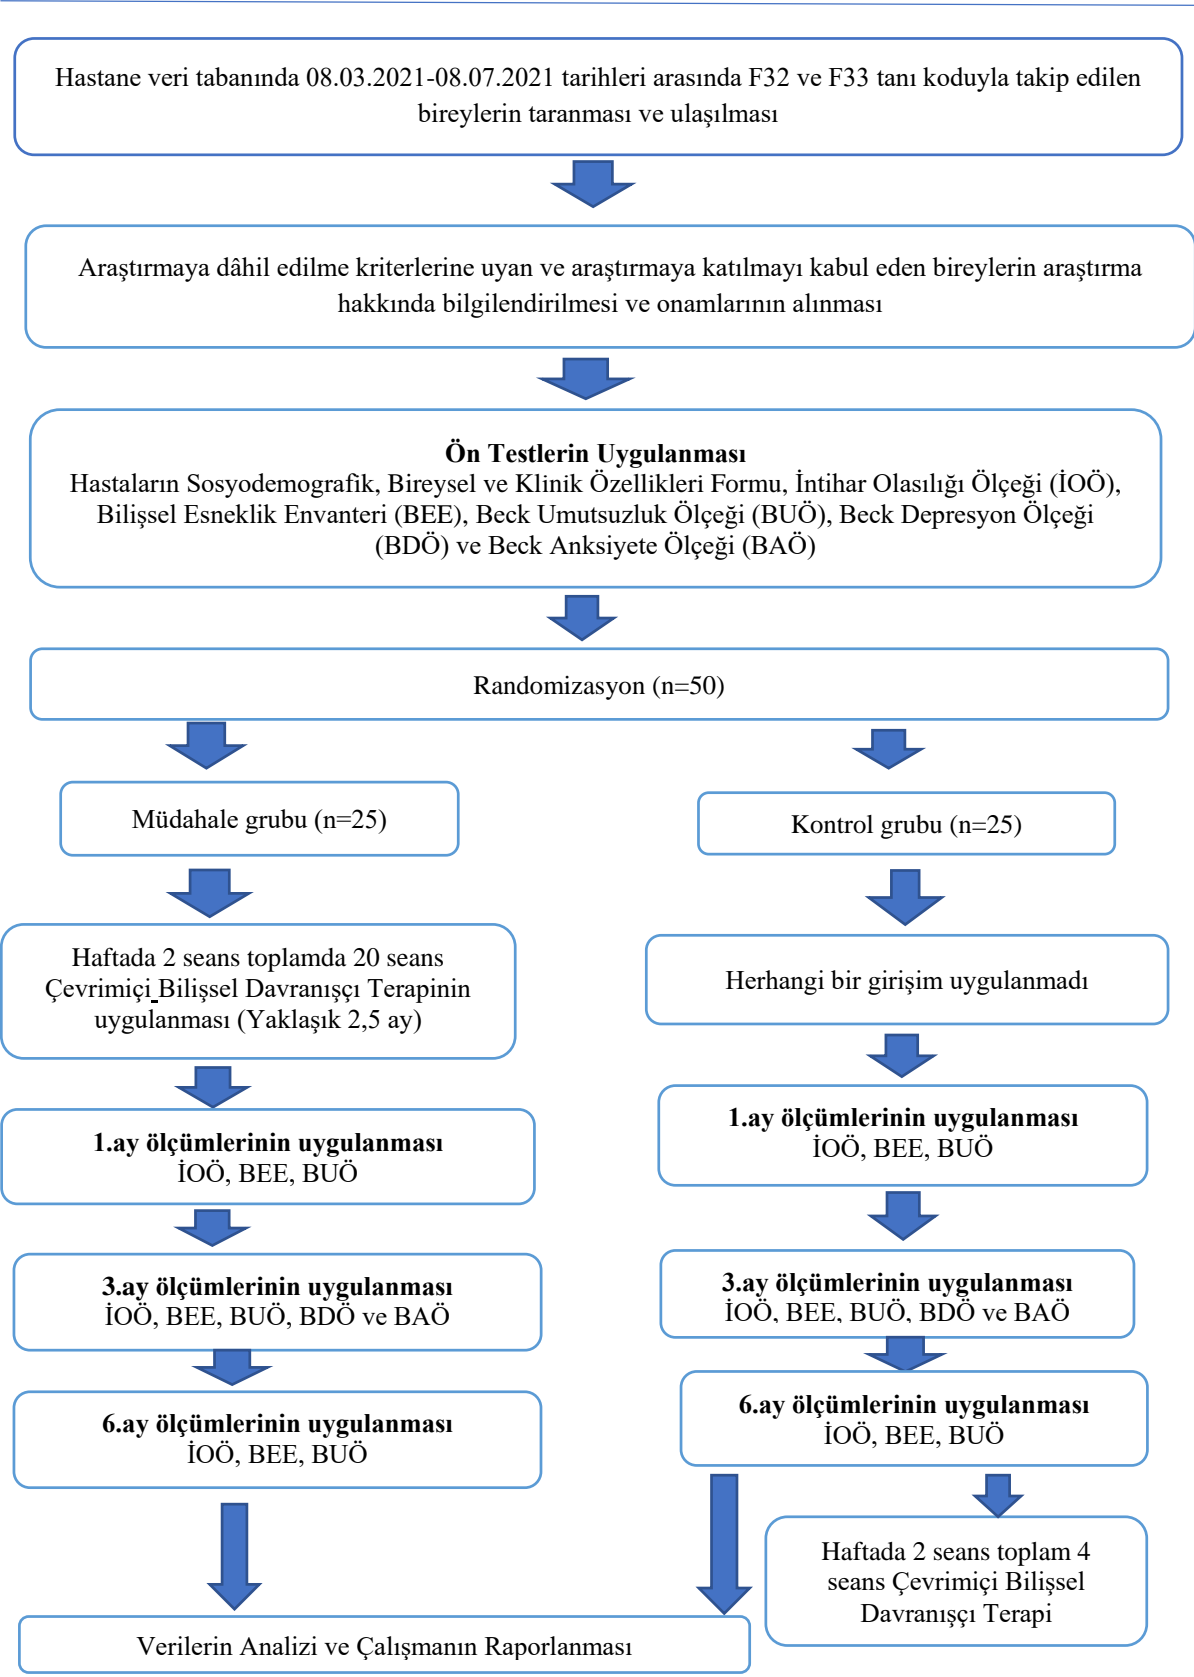 Hastane veri tabanında 08.03.2021-08.07.2021 tarihleri arasında F32 ve F33 tanı koduyla takip edilen
bireylerin taranması ve ulaşılması
Araştırmaya dâhil edilme kriterlerine uyan ve araştırmaya katılmayı kabul eden bireylerin araştırma
hakkında bilgilendirilmesi ve onamlarının alınması
Ön Testlerin Uygulanması
Hastaların Sosyodemografik, Bireysel ve Klinik Özellikleri Formu, İntihar Olasılığı Ölçeği (İOÖ),
Bilişsel Esneklik Envanteri (BEE), Beck Umutsuzluk Ölçeği (BUÖ), Beck Depresyon Ölçeği
(BDÖ) ve Beck Anksiyete Ölçeği (BAÖ)
Randomizasyon (n=50)
Müdahale grubu (n=25)
Haftada 2 seans toplamda 20 seans
Çevrimiçi Bilişsel Davranışçı Terapinin
uygulanması (Yaklaşık 2,5 ay)
1.ay ölçümlerinin uygulanması
İOÖ, BEE, BUÖ
3.ay ölçümlerinin uygulanması
İOÖ, BEE, BUÖ, BDÖ ve BAÖ
6.ay ölçümlerinin uygulanması
İOÖ, BEE, BUÖ
Kontrol grubu (n=25)
Herhangi bir girişim uygulanmadı
1.ay ölçümlerinin uygulanması
İOÖ, BEE, BUÖ
3.ay ölçümlerinin uygulanması
İOÖ, BEE, BUÖ, BDÖ ve BAÖ
6.ay ölçümlerinin uygulanması
İOÖ, BEE, BUÖ
Haftada 2 seans toplam 4
seans Çevrimiçi Bilişsel
Davranışçı Terapi
Verilerin Analizi ve Çalışmanın Raporlanması